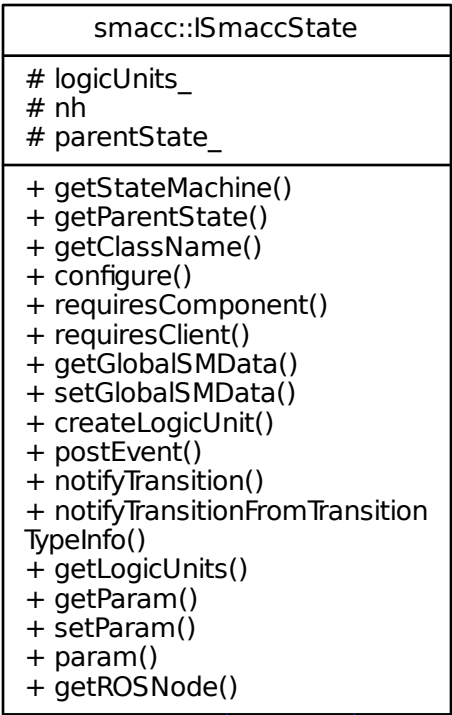 smacc::ISmaccState
# logicUnits_
# nh
# parentState_
+ getStateMachine()
+ getParentState()
+ getClassName()
+ configure()
+ requiresComponent()
+ requiresClient()
+ getGlobalSMData()
+ setGlobalSMData()
+ createLogicUnit()
+ postEvent()
+ notifyTransition()
+ notifyTransitionFromTransition
TypeInfo()
+ getLogicUnits()
+ getParam()
+ setParam()
+ param()
+ getROSNode()